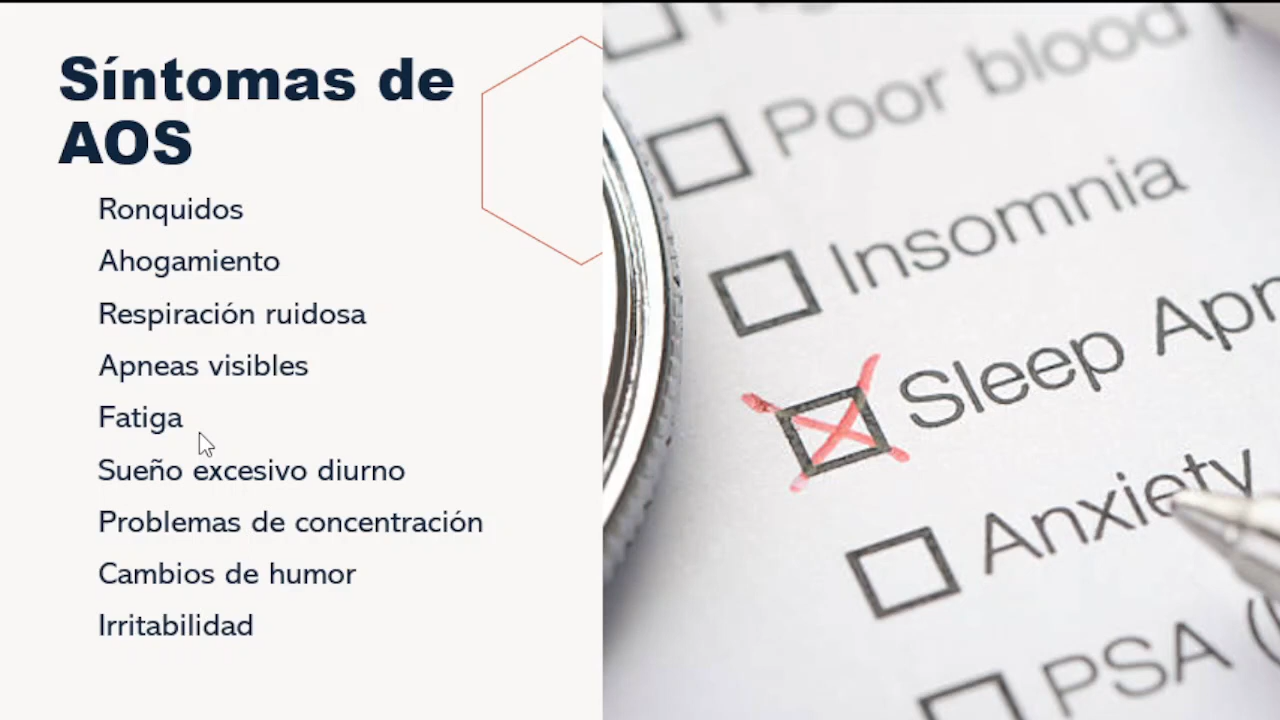 Síntomas de
AOS
Ronquidos
Ahogamiento
Respiración ruidosa
Apneas visibles
Fatiga
Sueño excesivo diurno
Problemas de concentración
Cambios de humor
Irritabilidad
Poor blood
Insomnia
Sleep
Anxiety
PSA (